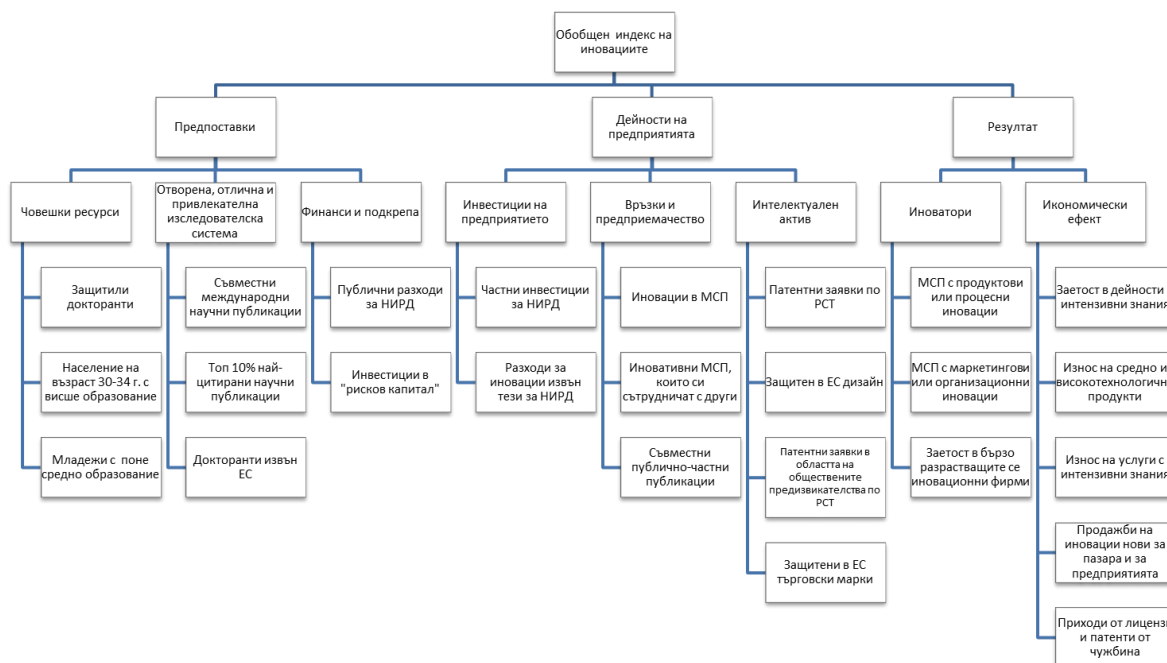 Обобщен индекс на
иновациите
Предпоставки
Дейности на
предприятията
Резултат
Човешки ресурси
Отворена, отлична и
привлекателна
изследователска
система
Финанси и подкрепа
Инвестиции на
предприятието
Връзки и
предприемачество
Интелектуален
актив
Иноватори
Икономически
ефект
Защитили
докторанти
Население на
възраст 30-34 г. с
висше образование
Младежи с поне
средно образование
Съвместни
международни
научни публикации
Топ 10% най-
цитирани научни
публикации
Докторанти извън
ЕС
Публични разходи
за НИРД
Инвестиции в
"рисков капитал"
Частни инвестиции
за НИРД
Разходи за
иновации извън
тези за НИРД
Иновации в МСП
Иновативни МСП,
които си
сътрудничат с други
Съвместни
публично-частни
публикации
Патентни заявки по
РСТ
Защитен в ЕС дизайн
Патентни заявки в
областа на
обществените
предизвикателства по
РСТ
Защитени в ЕС
търговски марки
МСП с продуктови
или процесни
иновации
МСП с маркетингови
или организационни
иновации
Заетост в бързо
разрастващите се
иновационни фирми
Заетост в дейности с
интензивни знания
Износ на средно и
високотехнологични
продукти
Износ на услуги с
интензивни знания
Продажби на
иновации нови за
пазара и за
предприятията
Приходи от
и патенти от
чужбина